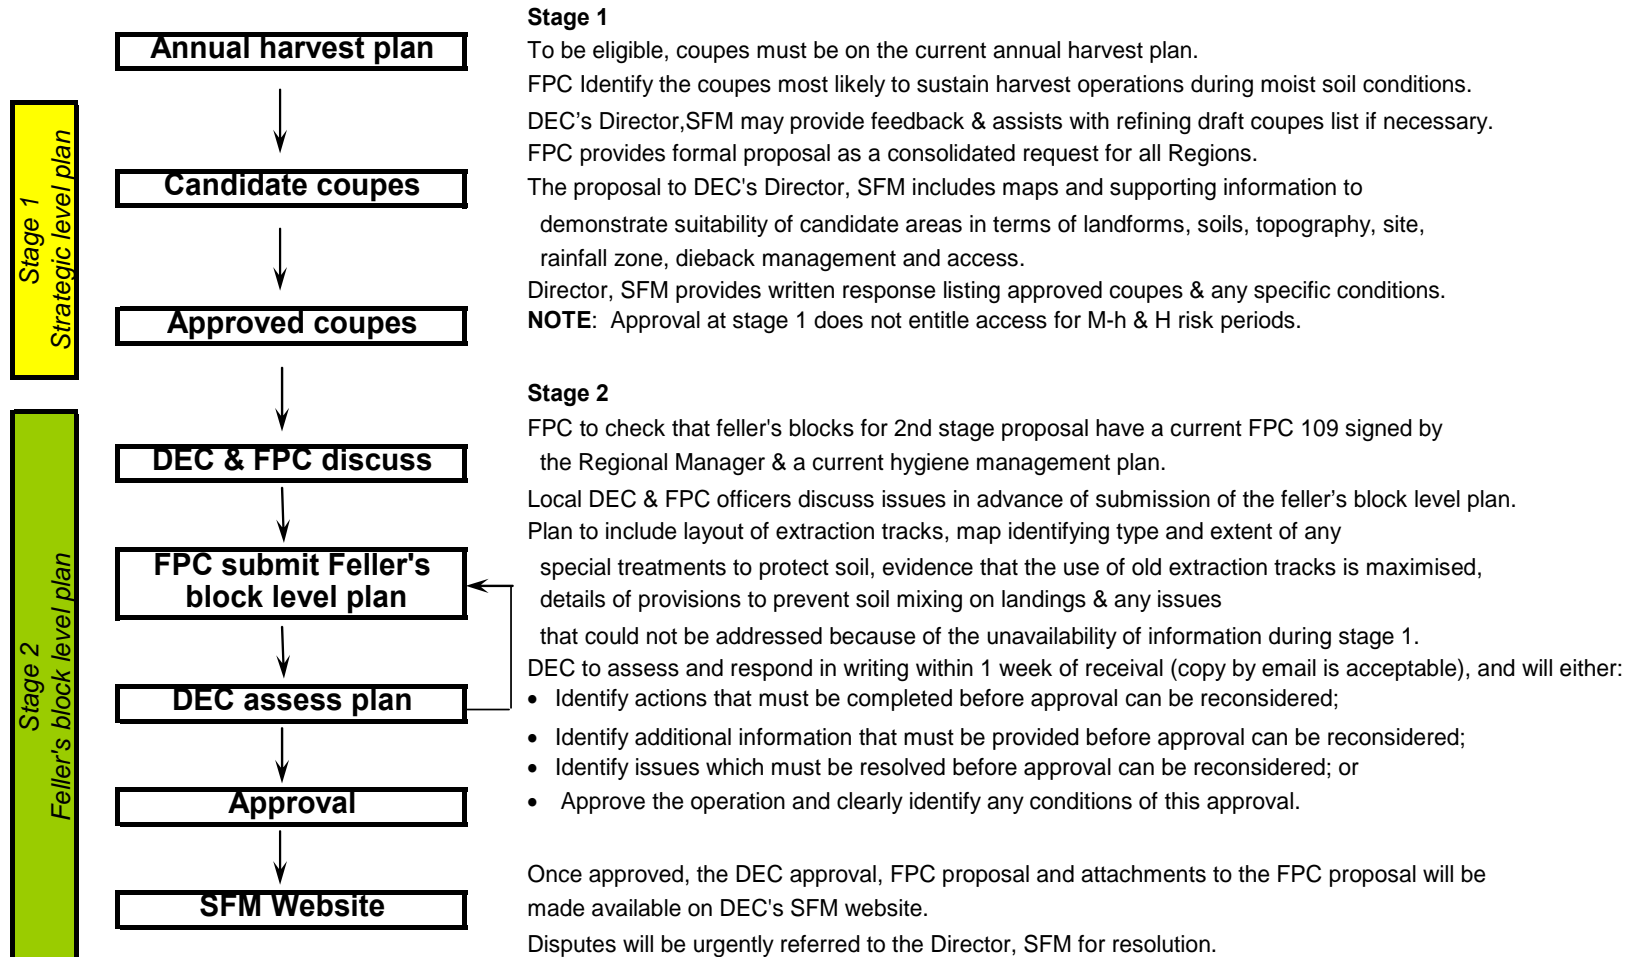 Stage 1
Strategic level plan
Stage 2
Feller's block level plan
Annual harvest plan
Candidate coupes
Approved coupes
DEC & FPC discuss
FPC submit Feller's
block level plan
DEC assess plan
Approval
SFM Website
Stage 1
To be eligible, coupes must be on the current annual harvest plan.
FPC Identify the coupes most likely to sustain harvest operations during moist soil conditions.
DEC's Director,SFM may provide feedback & assists with refining draft coupes list if necessary.
FPC provides formal proposal as a consolidated request for all Regions.
The proposal to DEC's Director, SFM includes maps and supporting information to
demonstrate suitability of candidate areas in terms of landforms, soils, topography, site,
rainfall zone, dieback management and access.
Director, SFM provides written response listing approved coupes & any specific conditions.
NOTE: Approval at stage 1 does not entitle access for M-h & H risk periods.
Stage 2
FPC to check that feller's blocks for 2nd stage proposal have a current FPC 109 signed by
the Regional Manager & a current hygiene management plan.
Local DEC & FPC officers discuss issues in advance of submission of the feller's block level plan.
Plan to include layout of extraction tracks, map identifying type and extent of any
special treatments to protect soil, evidence that the use of old extraction tracks is maximised,
details of provisions to prevent soil mixing on landings & any issues
that could not be addressed because of the unavailability of information during stage 1.
DEC to assess and respond in writing within 1 week of receival (copy by email is acceptable), and will either:
• Identify actions that must be completed before approval can be reconsidered;
• Identify additional information that must be provided before approval can be reconsidered;
• Identify issues which must be resolved before approval can be reconsidered; or
• Approve the operation and clearly identify any conditions of this approval.
Once approved, the DEC approval, FPC proposal and attachments to the FPC proposal will be
made available on DEC's SFM website.
Disputes will be urgently referred to the Director, SFM for resolution.